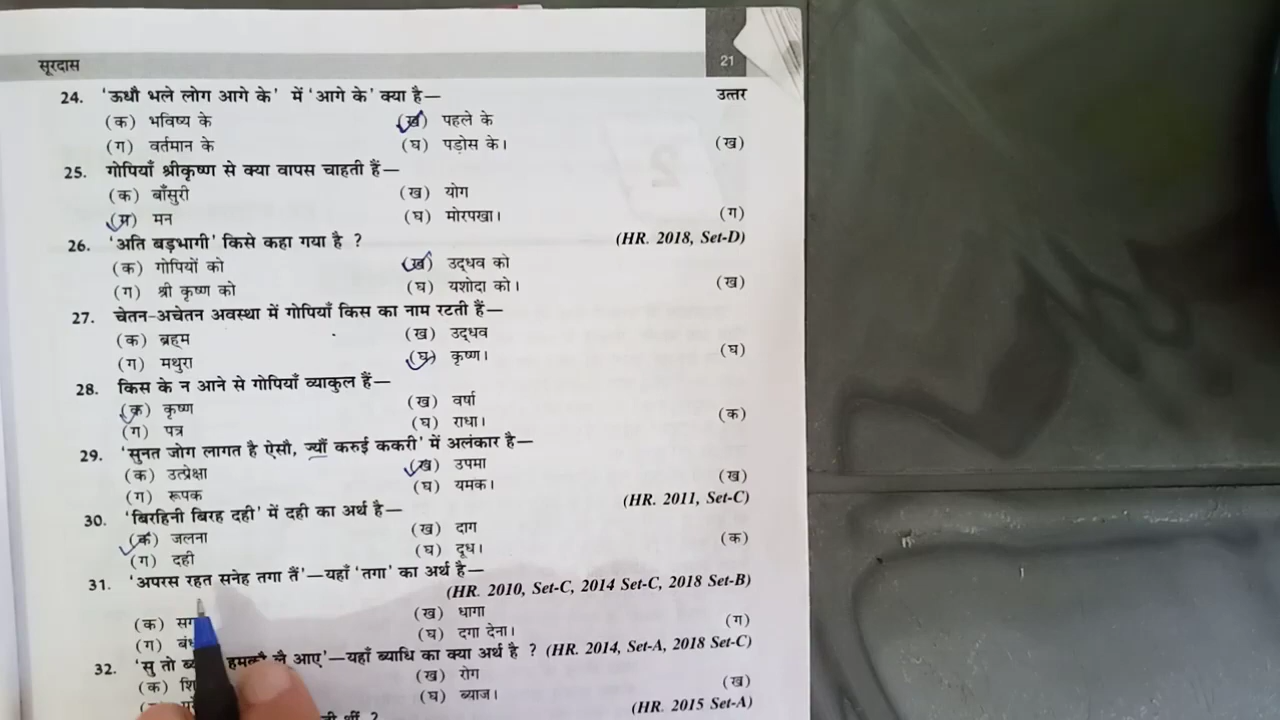 सूरदास 21
24. 'ऊधौ भले लोग आगे के' में 'आगे के' क्या है— उत्तर
(क) भविष्य के (ख) पहले के
(ग) वर्तमान के (घ) पड़ोस के। (ख)
25. गोपियाँ श्रीकृष्ण से क्या वापस चाहती हैं—
(क) बाँसुरी (ख) योग
(ग) मन (घ) मोरपखा। (ग)
26. 'अति बड़भागी' किसे कहा गया है ? (HR. 2018, Set-D)
(क) गोपियों को (ख) उद्धव को
(ग) श्री कृष्ण को (घ) यशोदा को। (ख)
27. चेतन-अचेतन अवस्था में गोपियाँ किस का नाम रटती हैं—
(क) ब्रह्म (ख) उद्धव
(ग) मथुरा (घ) कृष्ण। (घ)
28. किस के न आने से गोपियाँ व्याकुल हैं—
(क) कृष्ण (ख) वर्षा
(ग) पत्र (घ) राधा। (क)
29. 'सुनत जोग लागत है ऐसौ, ज्यौं करुई ककरी' में अलंकार है—
(क) उत्प्रेक्षा (ख) उपमा
(ग) रूपक (घ) यमक। (ख)
(HR. 2011, Set-C)
30. 'बिरहिनी बिरह दही' में दही का अर्थ है—
(क) जलना (ख) दाग
(ग) दही (घ) दूध। (क)
31. 'अपरस रहत सनेह तगा तैं'—यहाँ 'तगा' का अर्थ है—
(HR. 2010, Set-C, 2014 Set-C, 2018 Set-B)
(क) (ख) धागा
(ग) (घ) दगा देना। (ग)
32. 'सु तो हमकौ लै आए'—यहाँ ब्याधि का क्या अर्थ है ? (HR. 2014, Set-A, 2018 Set-C)
(क) (ख) रोग
(घ) ब्याज। (ख)
(HR. 2015 Set-A)